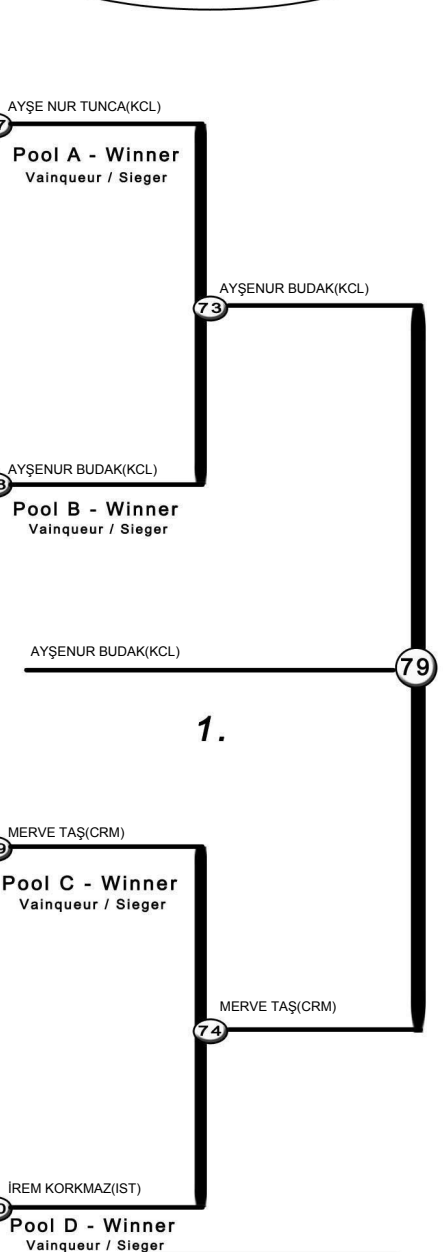 AYŞE NUR TUNCA(KCL)
7
Pool A - Winner
Vainqueur / Sieger
AYŞENUR BUDAK(KCL)
73
AYŞENUR BUDAK(KCL)
Pool B - Winner
Vainqueur / Sieger
AYŞENUR BUDAK(KCL)
79
1.
MERVE TAŞ(CRM)
Pool C - Winner
Vainqueur / Sieger
MERVE TAŞ(CRM)
74
İREM KORKMAZ(IST)
Pool D - Winner
Vainqueur / Sieger